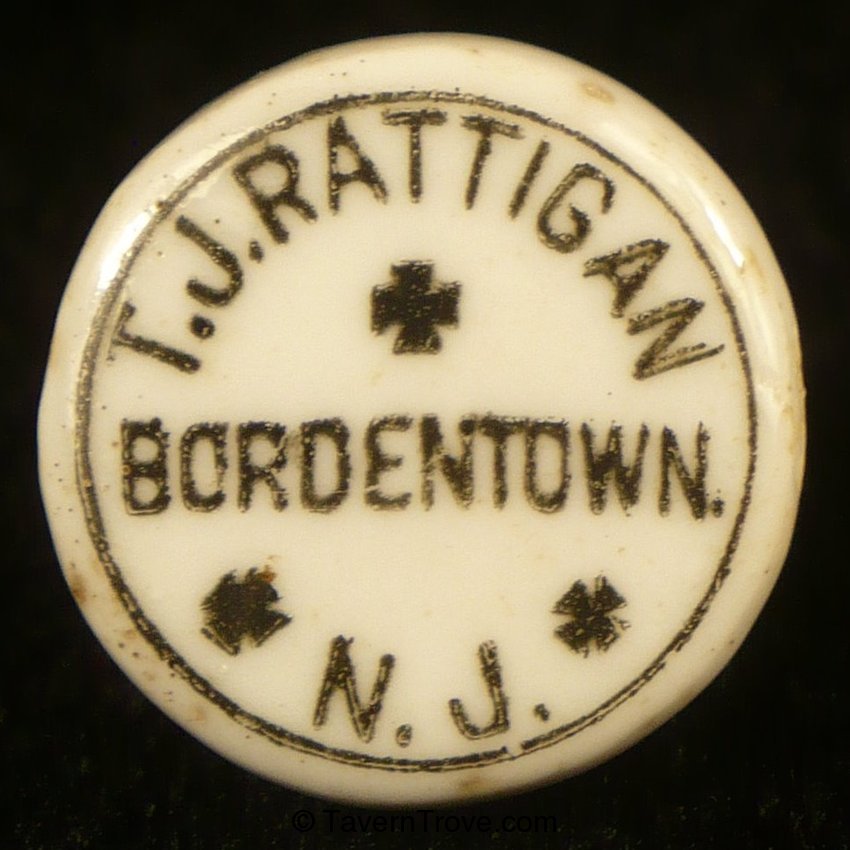 T.J.RATTIGAN
BORDENTOWN.
N.J.
© TavernTrove.com